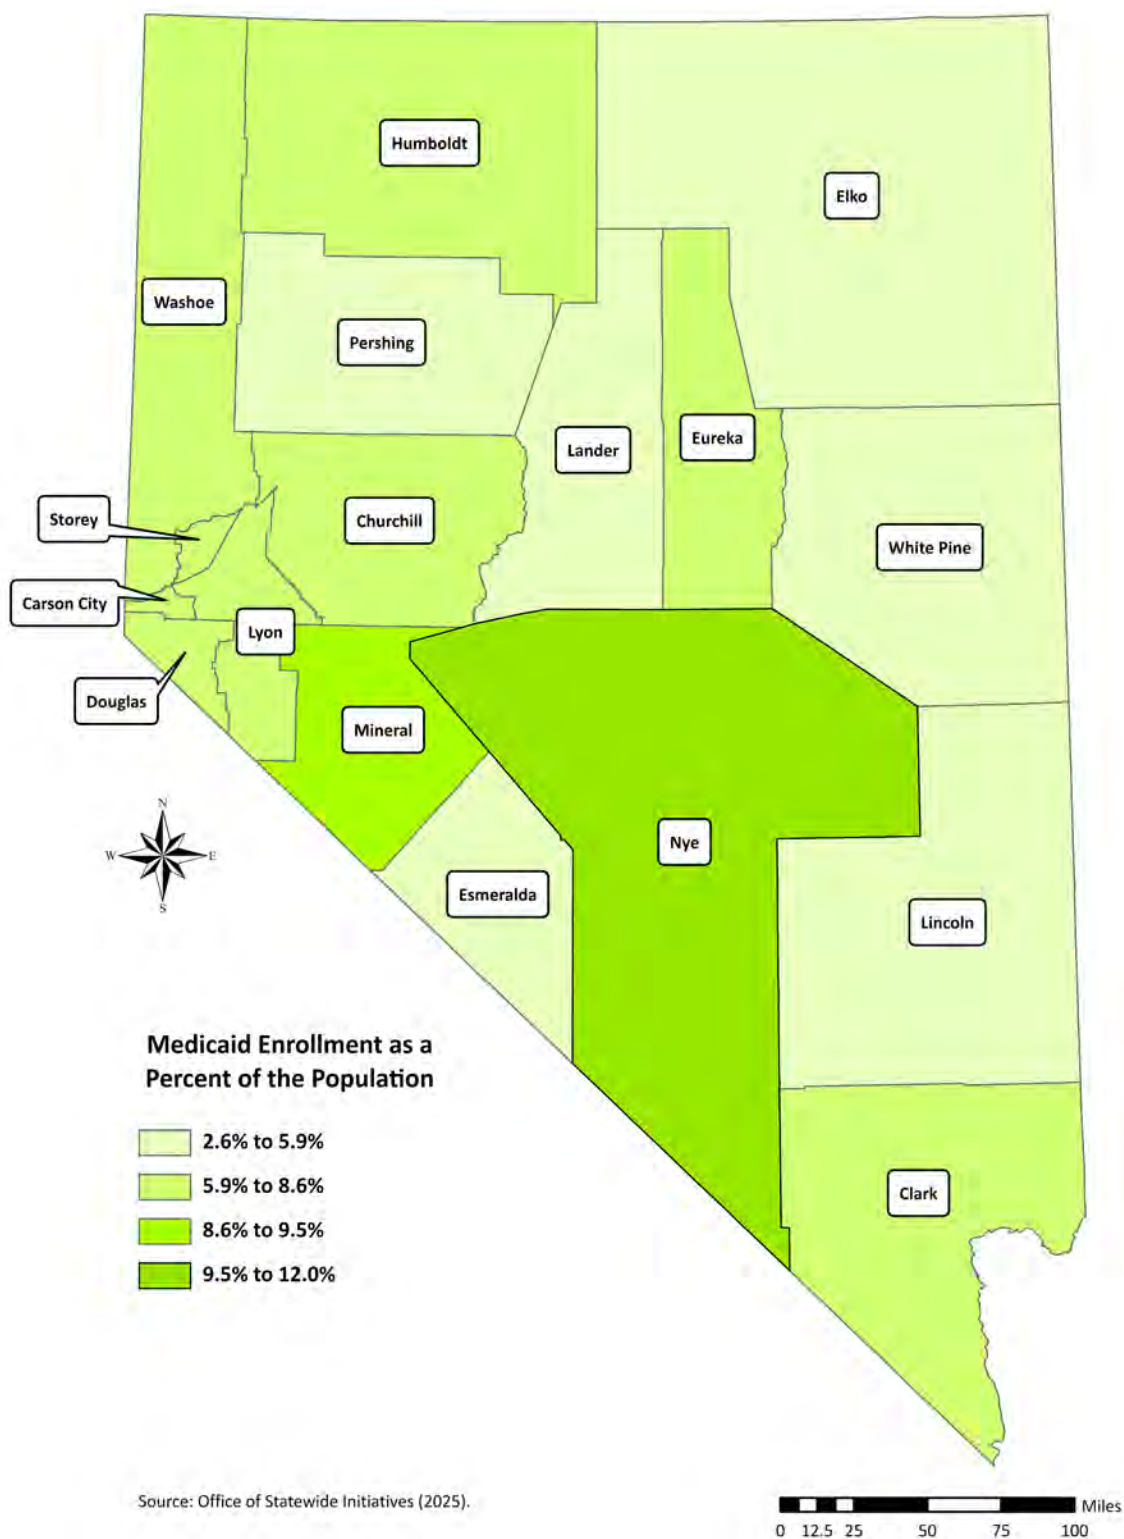 Humboldt
Elko
Washoe
Pershing
Eureka
Lander
Storey
Churchill
White Pine
Carson City
Lyon
Douglas
Mineral
Nye
N
W
E
S
Esmeralda
Lincoln
Medicaid Enrollment as a
Percent of the Population
2.6% to 5.9%
5.9% to 8.6%
8.6% to 9.5%
9.5% to 12.0%
Clark
Source: Office of Statewide Initiatives (2025).
Miles
0 12.5 25 50 75 100